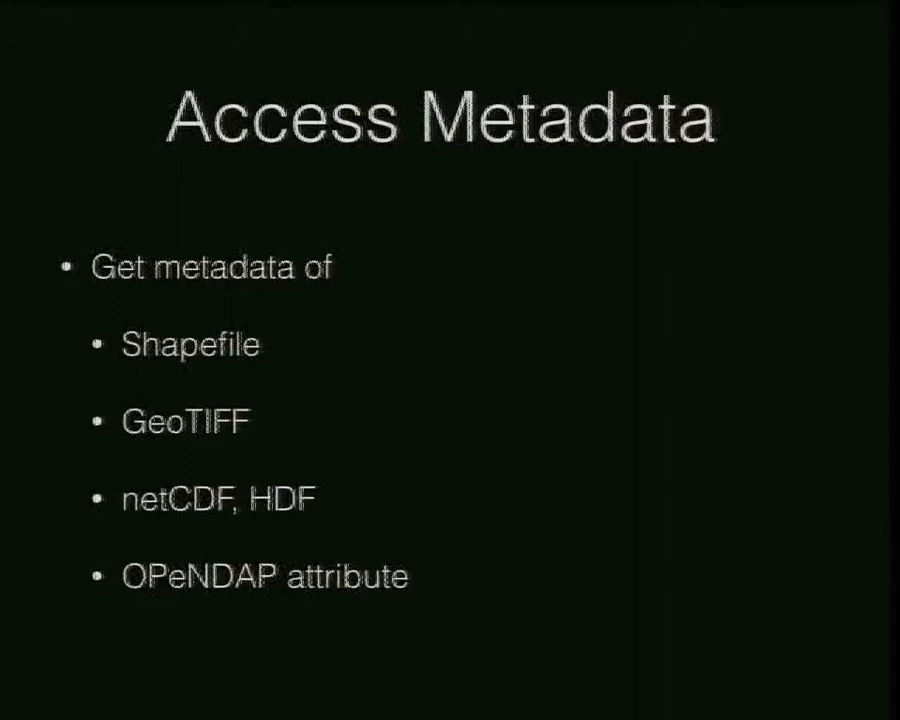 Access Metadata
• Get metadata of
• Shapefile
• GeoTIFF
• netCDF, HDF
• OPeNDAP attribute